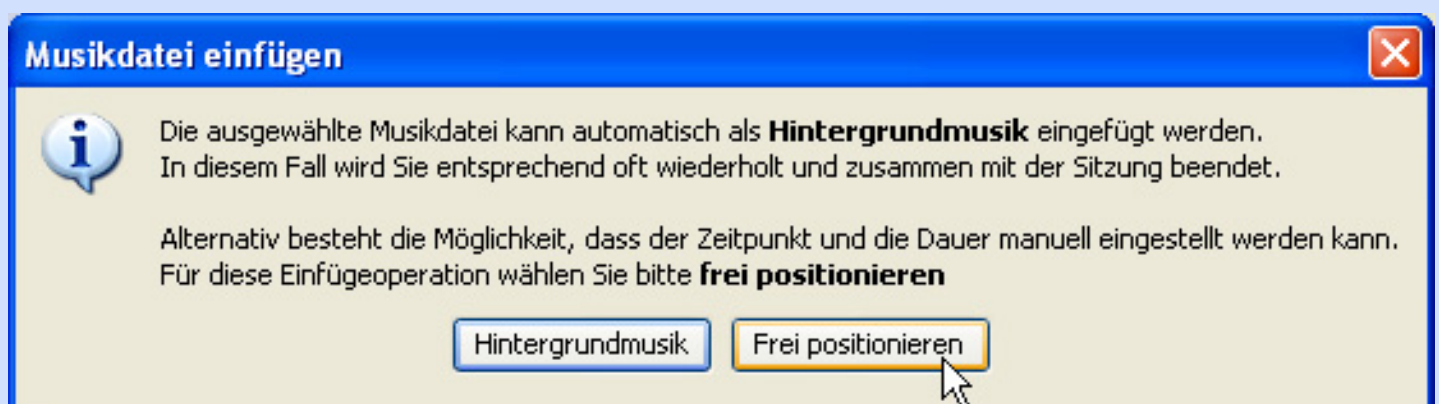 Musikdatei einfügen
Die ausgewählte Musikdatei kann automatisch als Hintergrundmusik eingefügt werden.
In diesem Fall wird Sie entsprechend oft wiederholt und zusammen mit der Sitzung beendet.
Alternativ besteht die Möglichkeit, dass der Zeitpunkt und die Dauer manuell eingestellt werden kann.
Für diese Einfügeoperation wählen Sie bitte frei positionieren
Hintergrundmusik Frei positionieren